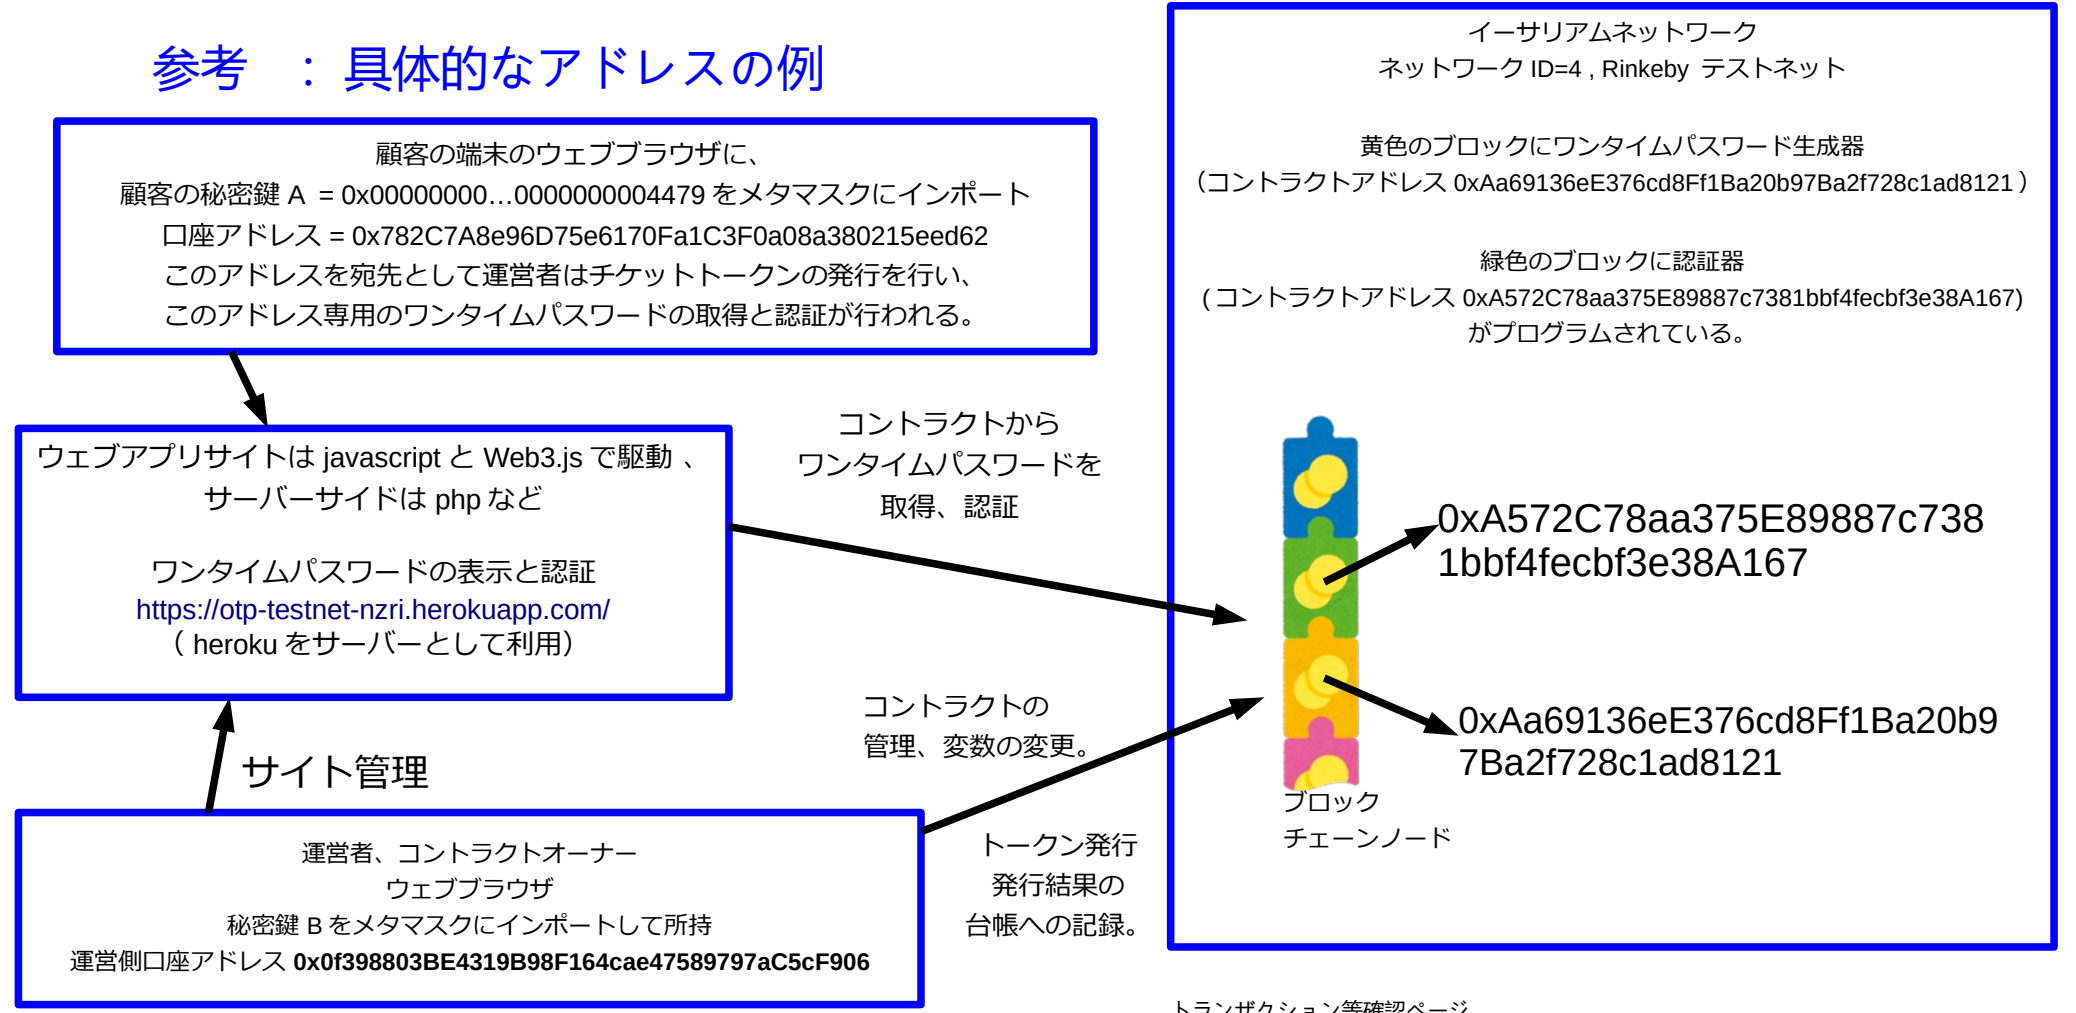 参考　：具体的なアドレスの例
顧客の端末のウェブブラウザに、
顧客の秘密鍵 A = 0x00000000…0000000004479 をメタマスクにインポート
口座アドレス = 0x782C7A8e96D75e6170Fa1C3F0a08a380215eed62
このアドレスを宛先として運営者はチケットトークンの発行を行い、
このアドレス専用のワンタイムパスワードの取得と認証が行われる。
ウェブアプリサイトは javascript と Web3.js で駆動 、
サーバーサイドは php など
ワンタイムパスワードの表示と認証
https://otp-testnet-nzri.herokuapp.com/
（ heroku をサーバーとして利用）
サイト管理
運営者、コントラクトオーナー
ウェブブラウザ
秘密鍵 B をメタマスクにインポートして所持
運営側口座アドレス 0x0f398803BE4319B98F164cae47589797aC5cF906
コントラクトから
ワンタイムパスワードを
取得、認証
コントラクトの
管理、変数の変更。
トークン発行
発行結果の
台帳への記録。
イーサリアムネットワーク
ネットワーク ID=4 , Rinkeby テストネット
黄色のブロックにワンタイムパスワード生成器
（コントラクトアドレス 0xAa69136eE376cd8Ff1Ba20b97Ba2f728c1ad8121 ）
緑色のブロックに認証器
( コントラクトアドレス 0xA572C78aa375E89887c7381bbf4fecbf3e38A167)
がプログラムされている。
0xA572C78aa375E89887c738
1bbf4fecbf3e38A167
0xAa69136eE376cd8Ff1Ba20b9
7Ba2f728c1ad8121
ブロック
チェーンノード
トランザクション等確認ページ